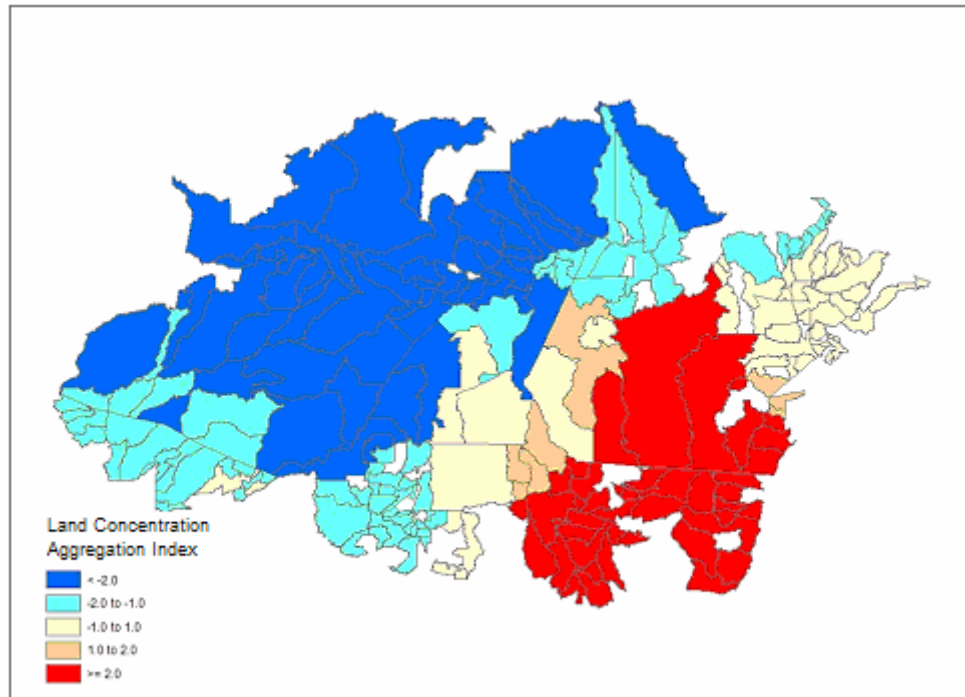 Land Concentration
Aggregation Index
< -2.0
-2.0 to -1.0
-1.0 to 1.0
1.0 to 2.0
>= 2.0